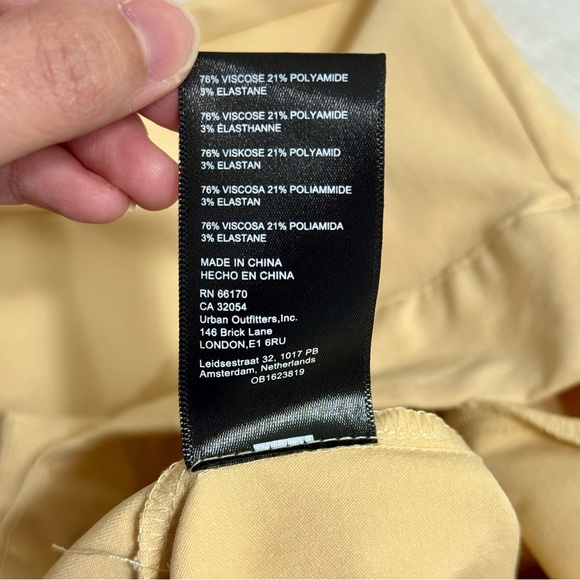 76% VISCOSE 21% POLYAMIDE
3% ELASTANE
76% VISCOSE 21% POLYAMIDE
3% ÉLASTHANNE
76% VISKOSE 21% POLYAMID
3% ELASTAN
76% VISCOSA 21% POLIAMMIDE
3% ELASTAN
76% VISCOSA 21% POLIAMIDA
3% ELASTANE
MADE IN CHINA
HECHO EN CHINA
RN 66170
CA 32054
Urban Outfitters,Inc.
146 Brick Lane
LONDON,E1 6RU
Leidsestraat 32, 1017 PB
Amsterdam, Netherlands
OB1623819